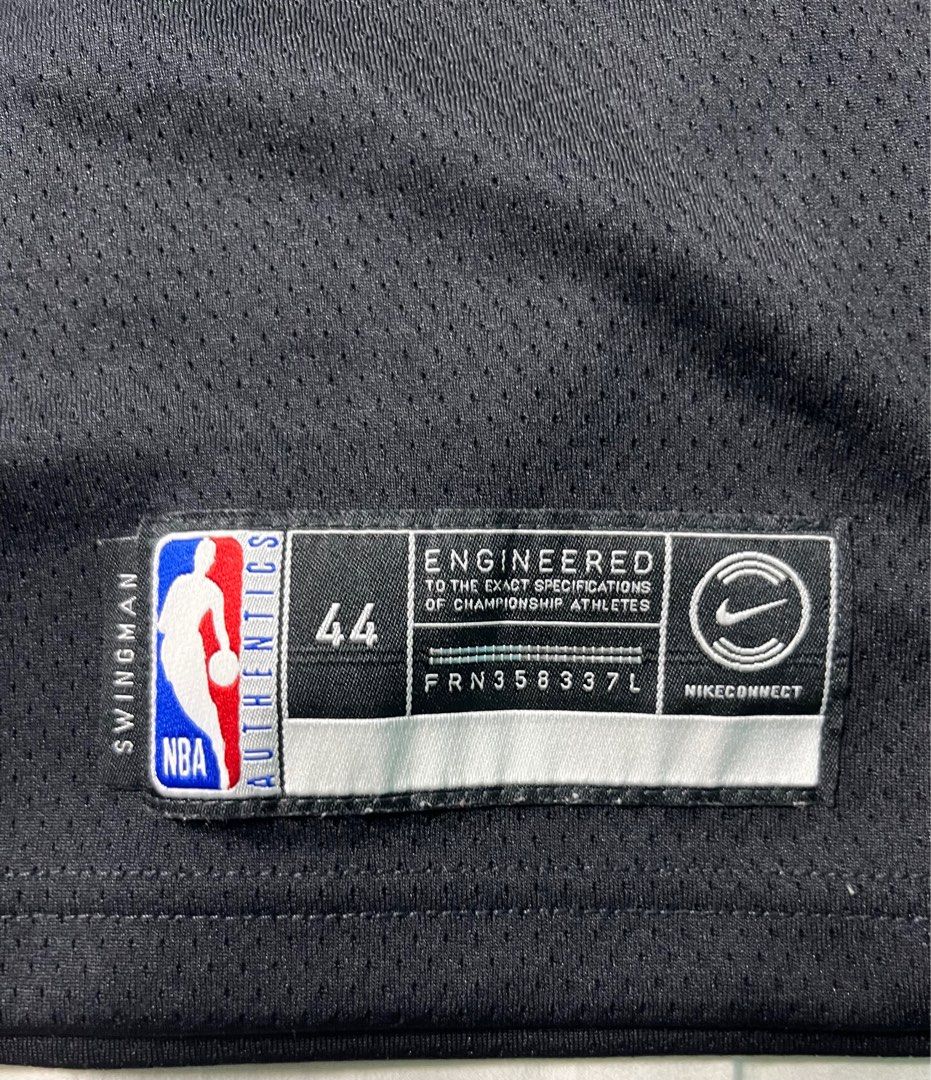 SWINGMAN
NBA
AUTHENTICS
44
ENGINEERED
TO THE EXACT SPECIFICATIONS
OF CHAMPIONSHIP ATHLETES
FRN358337L
NIKECONNECT